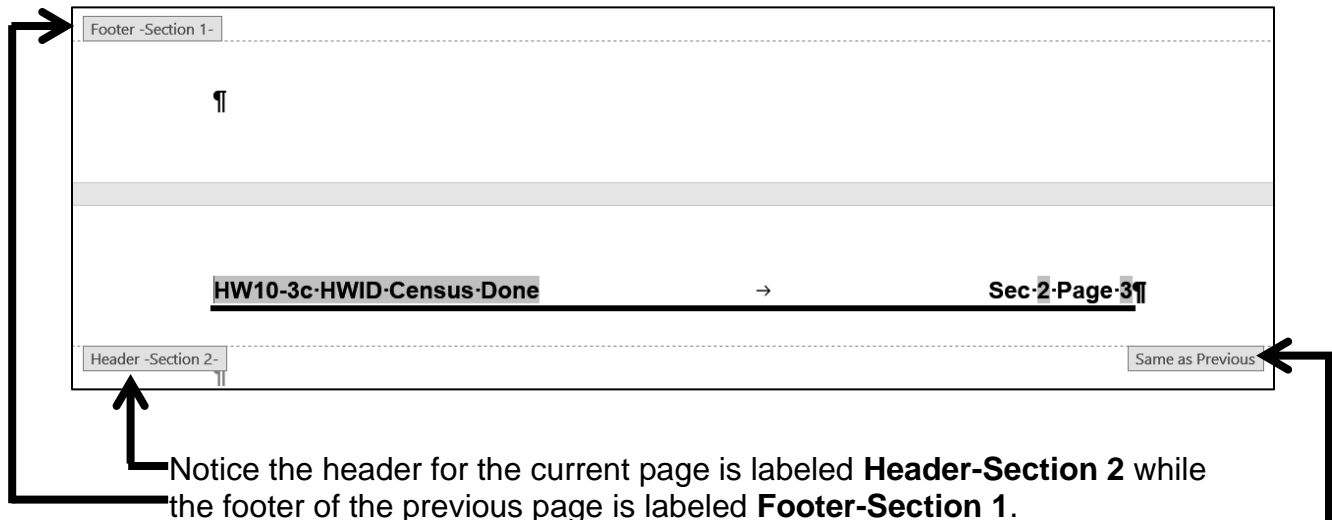 Footer -Section 1-
¶
HW10-3c·HWID·Census·Done → Sec·2·Page·3¶
Header -Section 2- Same as Previous
¶
Notice the header for the current page is labeled Header-Section 2 while
the footer of the previous page is labeled Footer-Section 1.